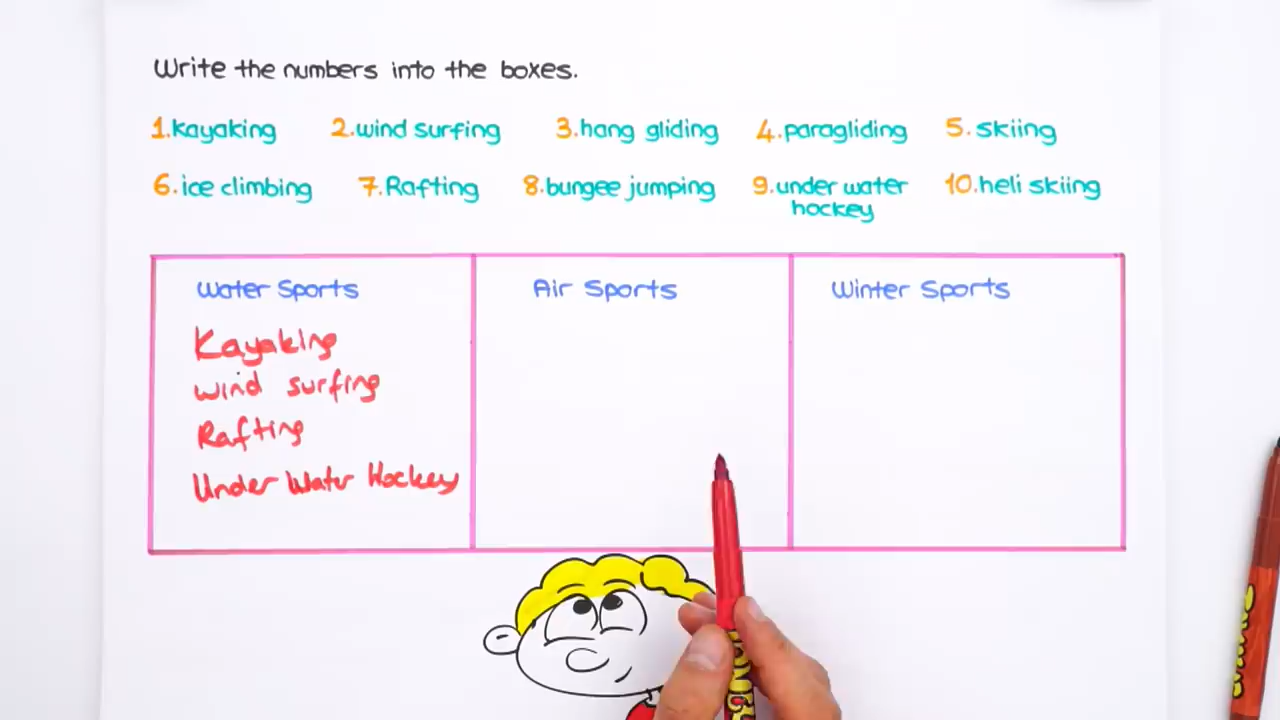 Write the numbers into the boxes.
1.kayaking 2.wind surfing 3.hang gliding 4.paragliding 5.skiing
6.ice climbing 7.Rafting 8.bungee jumping 9.under water hockey 10.heli skiing
Water Sports Air Sports Winter Sports
Kayaking
wind surfing
Rafting
Under Water Hockey